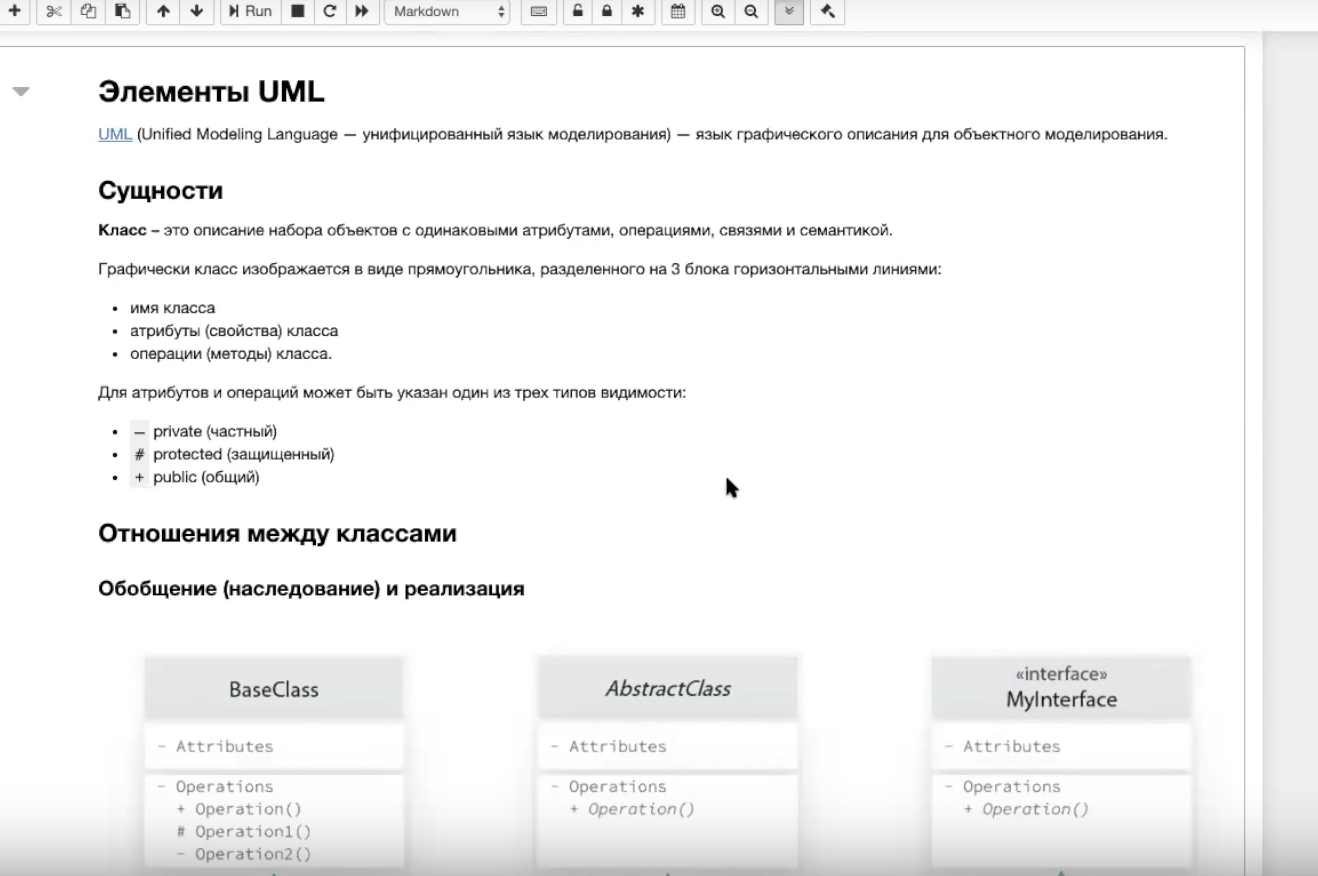 Run Markdown
Элементы UML
UML (Unified Modeling Language — унифицированный язык моделирования) — язык графического описания для объектного моделирования.
Сущности
Класс – это описание набора объектов с одинаковыми атрибутами, операциями, связями и семантикой.
Графически класс изображается в виде прямоугольника, разделенного на 3 блока горизонтальными линиями:
• имя класса
• атрибуты (свойства) класса
• операции (методы) класса.
Для атрибутов и операций может быть указан один из трех типов видимости:
• – private (частный)
• # protected (защищенный)
• + public (общий)
Отношения между классами
Обобщение (наследование) и реализация
BaseClass
- Attributes
- Operations
+ Operation()
# Operation1()
- Operation2()
AbstractClass
- Attributes
- Operations
+ Operation()
«interface»
MyInterface
- Attributes
- Operations
+ Operation()